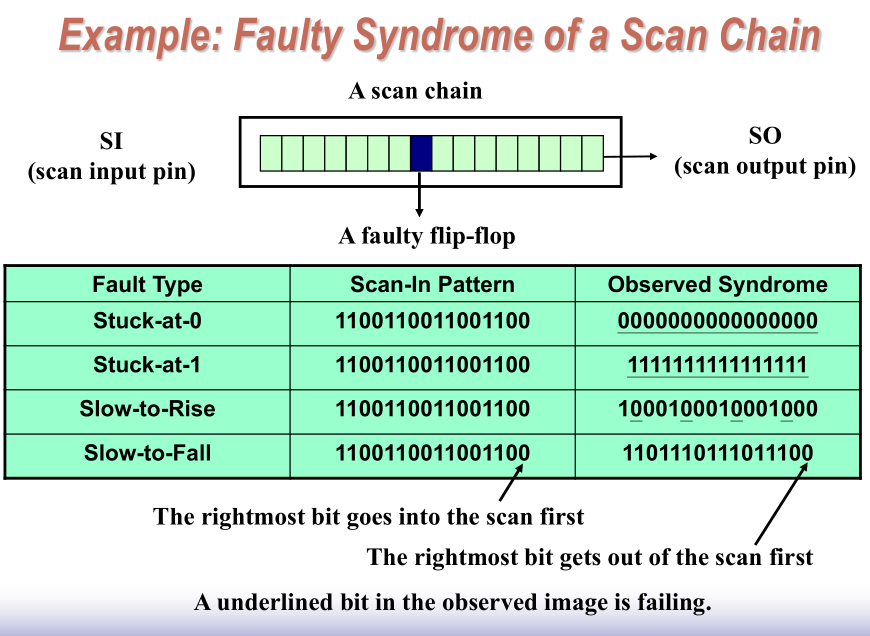 Example: Faulty Syndrome of a Scan Chain
A scan chain
SI
(scan input pin)
SO
(scan output pin)
A faulty flip-flop
Fault Type Scan-In Pattern Observed Syndrome
Stuck-at-0 1100110011001100 0000000000000000
Stuck-at-1 1100110011001100 1111111111111111
Slow-to-Rise 1100110011001100 1000100010001000
Slow-to-Fall 1100110011001100 1101110111011100
The rightmost bit goes into the scan first
The rightmost bit gets out of the scan first
A underlined bit in the observed image is failing.